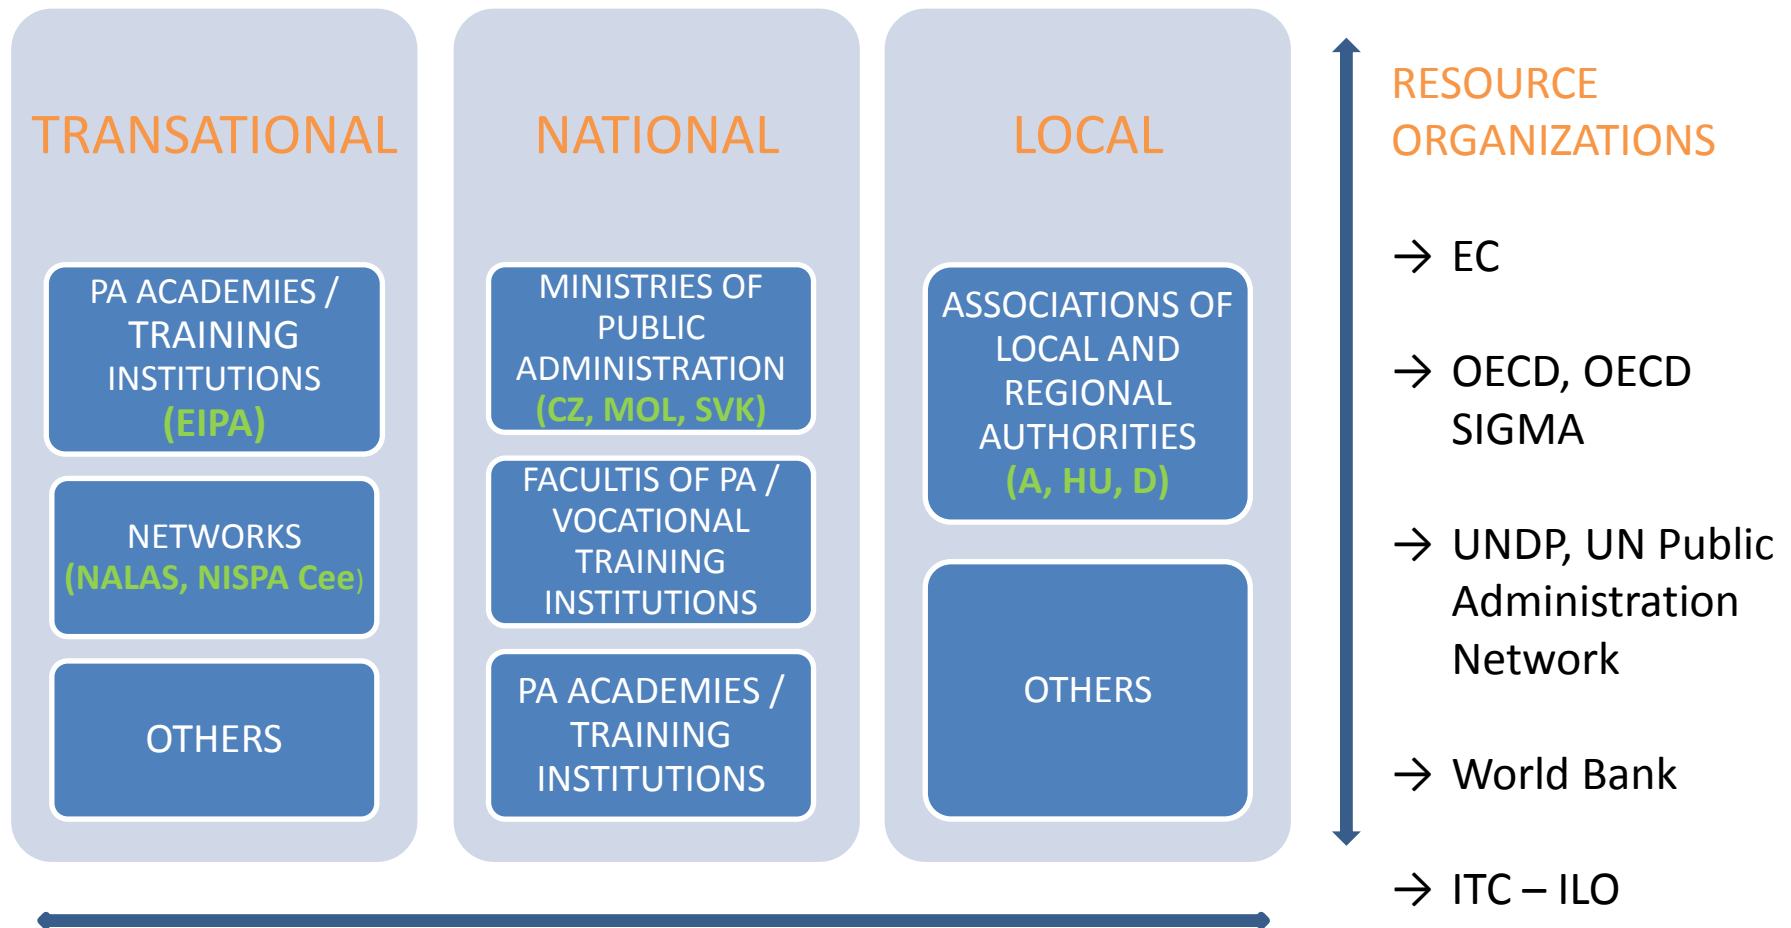 TRANSATIONAL
PA ACADEMIES /
TRAINING
INSTITUTIONS
(EIPA)
NETWORKS
(NALAS, NISPA Cee)
OTHERS
NATIONAL
MINISTRIES OF
PUBLIC
ADMINISTRATION
(CZ, MOL, SVK)
FACULTIS OF PA /
VOCATIONAL
TRAINING
INSTITUTIONS
PA ACADEMIES /
TRAINING
INSTITUTIONS
LOCAL
ASSOCIATIONS OF
LOCAL AND
REGIONAL
AUTHORITIES
(A, HU, D)
OTHERS
RESOURCE
ORGANIZATIONS
→ EC
→ OECD, OECD
SIGMA
→ UNDP, UN Public
Administration
Network
→ World Bank
→ ITC – ILO